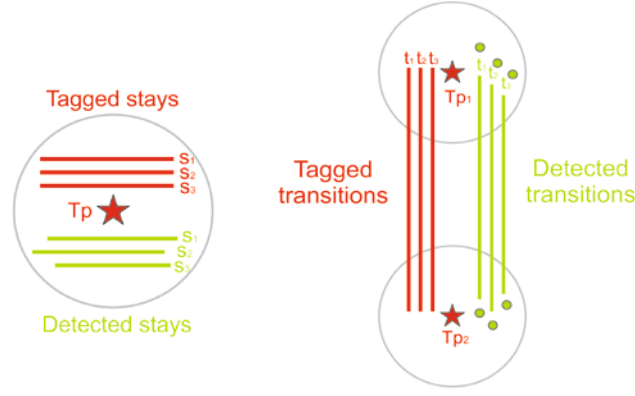 Tagged stays
S₁
S₂
S₃
Tp
S₁
S₂
S₃
Detected stays
t₁ t₂ t₃
Tp₁
t₁
t₂
t₃
Tagged
transitions
Detected
transitions
Tp₂